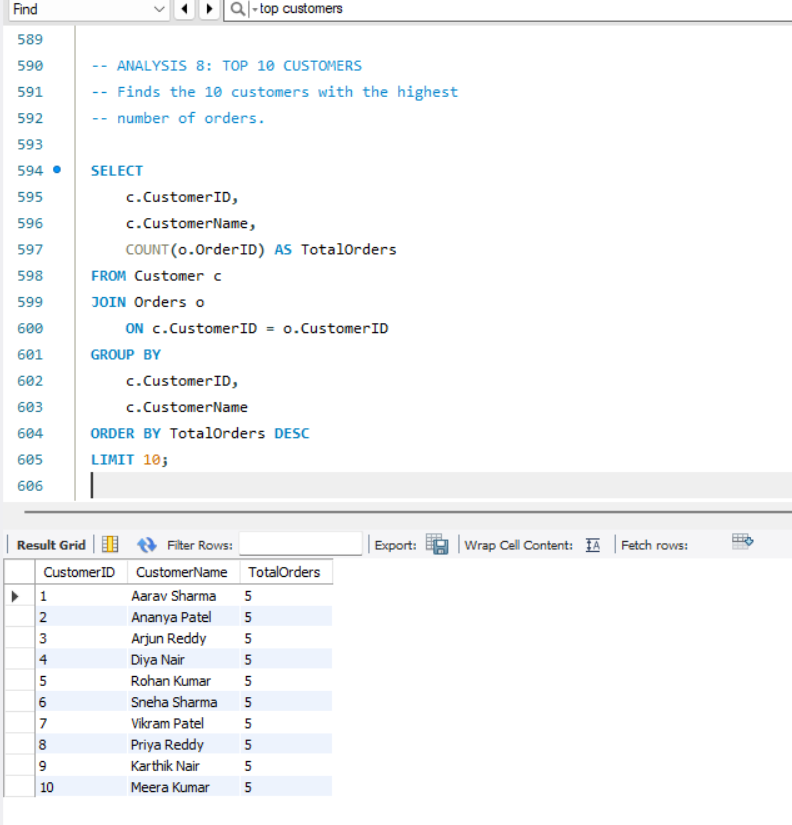 Find top customers
589
590 -- ANALYSIS 8: TOP 10 CUSTOMERS
591 -- Finds the 10 customers with the highest
592 -- number of orders.
593
594 SELECT
595 c.CustomerID,
596 c.CustomerName,
597 COUNT(o.OrderID) AS TotalOrders
598 FROM Customer c
599 JOIN Orders o
600 ON c.CustomerID = o.CustomerID
601 GROUP BY
602 c.CustomerID,
603 c.CustomerName
604 ORDER BY TotalOrders DESC
605 LIMIT 10;
606
Result Grid Filter Rows: Export: Wrap Cell Content: Fetch rows:
CustomerID CustomerName TotalOrders
1 Aarav Sharma 5
2 Ananya Patel 5
3 Arjun Reddy 5
4 Diya Nair 5
5 Rohan Kumar 5
6 Sneha Sharma 5
7 Vikram Patel 5
8 Priya Reddy 5
9 Karthik Nair 5
10 Meera Kumar 5